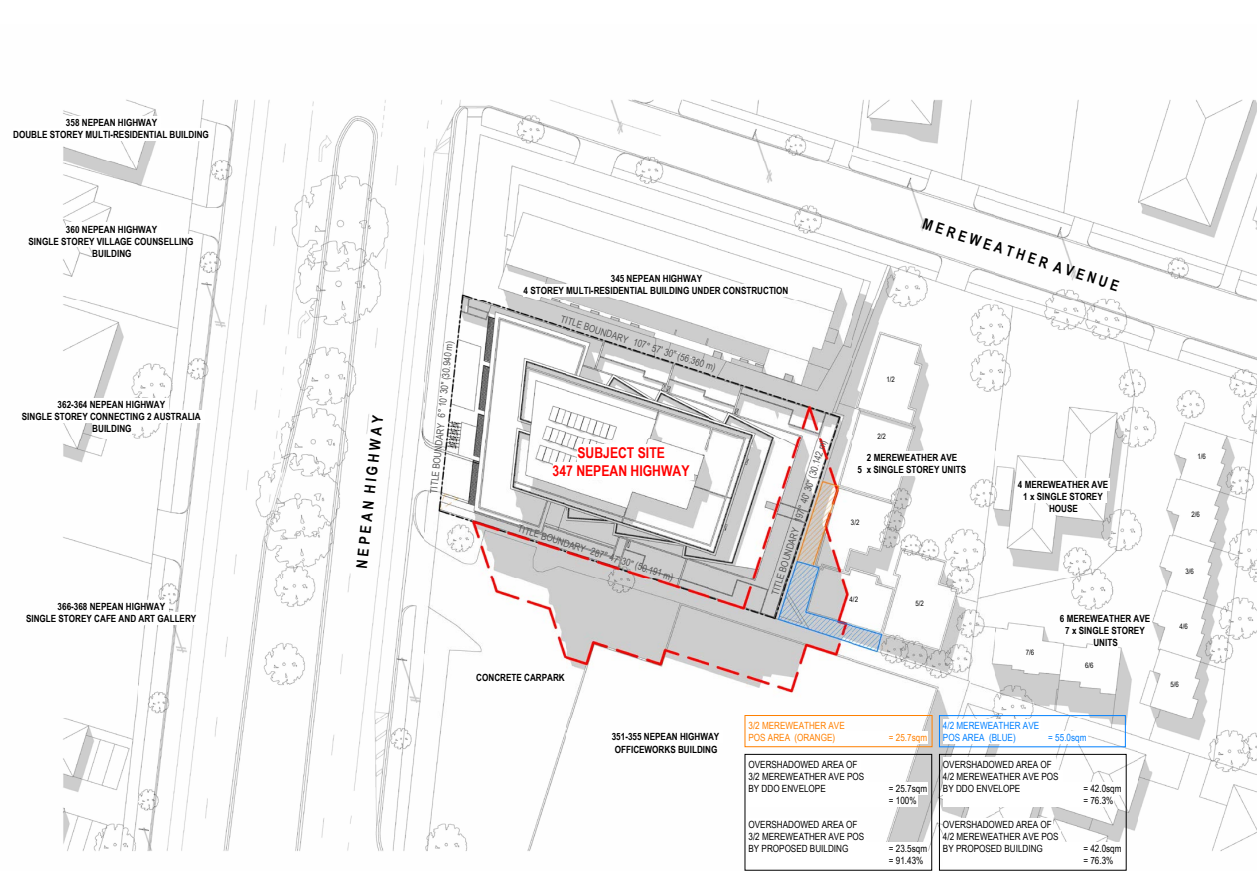 358 NEPEAN HIGHWAY
DOUBLE STOREY MULTI-RESIDENTIAL BUILDING
360 NEPEAN HIGHWAY
SINGLE STOREY VILLAGE COUNSELLING
BUILDING
362-364 NEPEAN HIGHWAY
SINGLE STOREY CONNECTING 2 AUSTRALIA
BUILDING
366-368 NEPEAN HIGHWAY
SINGLE STOREY CAFE AND ART GALLERY
NEPEAN HIGHWAY
MEREWEATHER AVENUE
345 NEPEAN HIGHWAY
4 STOREY MULTI-RESIDENTIAL BUILDING UNDER CONSTRUCTION
TITLE BOUNDARY 107° 57' 30" (56.360 m)
TITLE BOUNDARY 6° 10' 30" (30.940 m)
SUBJECT SITE
347 NEPEAN HIGHWAY
TITLE BOUNDARY 197° 40' 30" (30.142 m)
TITLE BOUNDARY 287° 47' 30" (50.191 m)
1/2
2/2
2 MEREWEATHER AVE
5 x SINGLE STOREY UNITS
3/2
4/2
5/2
4 MEREWEATHER AVE
1 x SINGLE STOREY
HOUSE
1/6
2/6
3/6
4/6
5/6
6 MEREWEATHER AVE
7 x SINGLE STOREY
UNITS
7/6
6/6
CONCRETE CARPARK
351-355 NEPEAN HIGHWAY
OFFICEWORKS BUILDING
3/2 MEREWEATHER AVE
POS AREA (ORANGE) = 25.7sqm
OVERSHADOWED AREA OF
3/2 MEREWEATHER AVE POS
BY DDO ENVELOPE = 25.7sqm
= 100%
OVERSHADOWED AREA OF
3/2 MEREWEATHER AVE POS
BY PROPOSED BUILDING = 23.5sqm
= 91.43%
4/2 MEREWEATHER AVE
POS AREA (BLUE) = 55.0sqm
OVERSHADOWED AREA OF
4/2 MEREWEATHER AVE POS
BY DDO ENVELOPE = 42.0sqm
= 76.3%
OVERSHADOWED AREA OF
4/2 MEREWEATHER AVE POS
BY PROPOSED BUILDING = 42.0sqm
= 76.3%